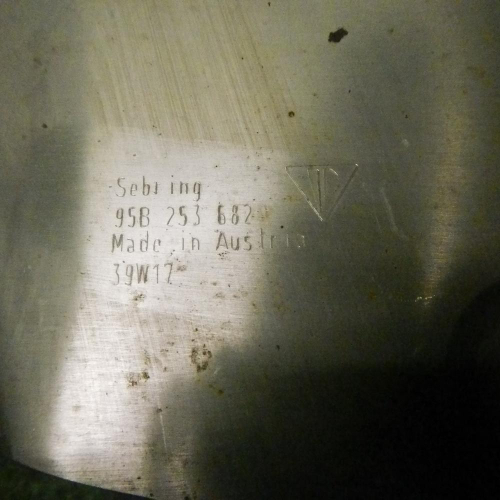 Sebring
95B 253 682
Made in Austria
39W17